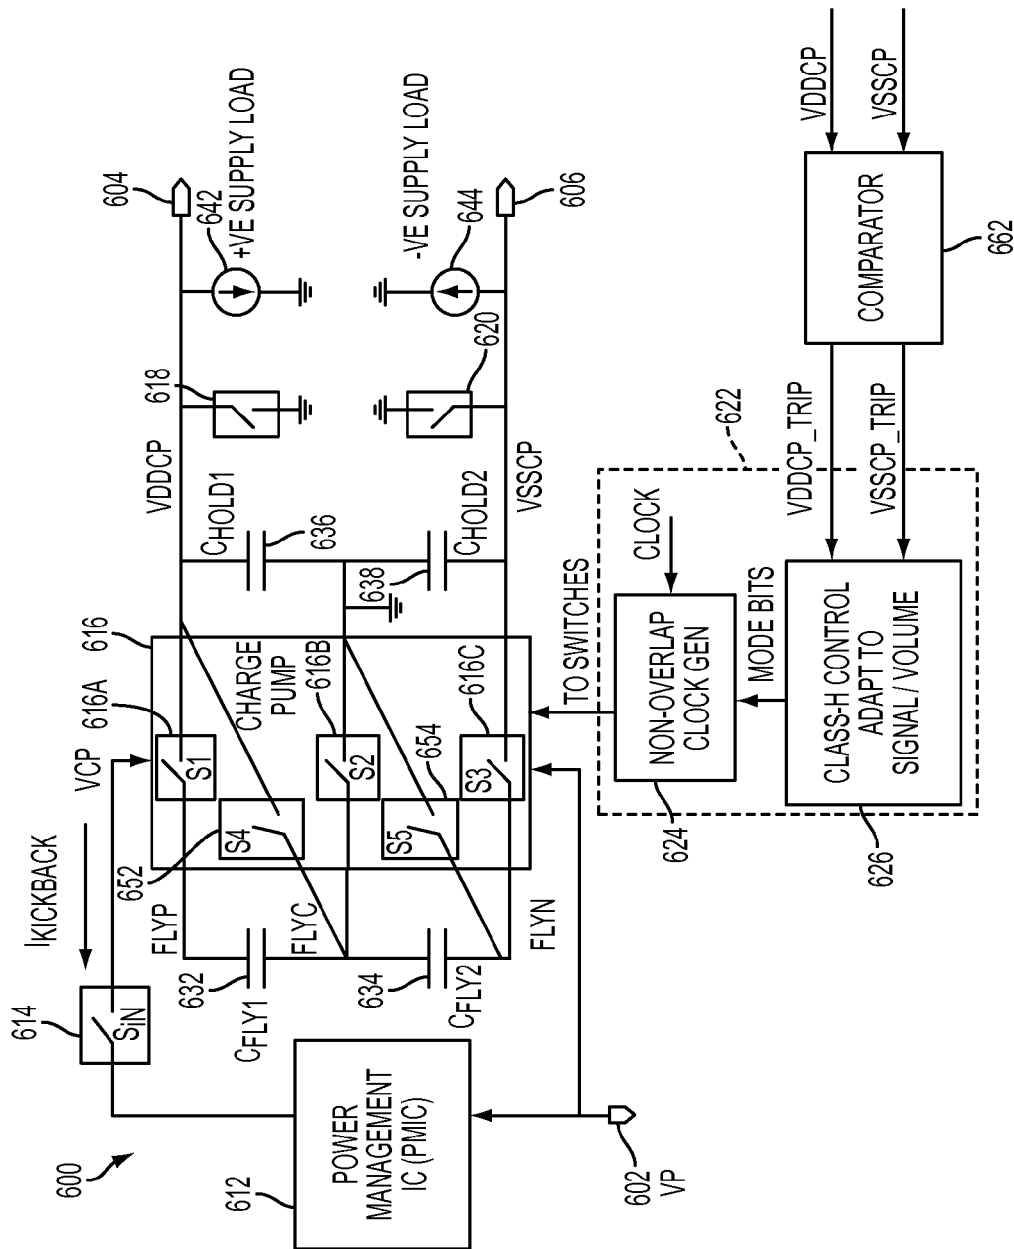 600
614
SIN
IKICKBACK
VCP
616A
616
612
POWER
MANAGEMENT
IC (PMIC)
602
VP
CFLY1
632
634
CFLY2
FLYP
FLYC
FLYN
652
S4
S1
CHARGE
PUMP
616B
S2
654
S5
S3
616C
VDDCP
CHOLD1
636
638
CHOLD2
VSSCP
618
620
604
642
+VE SUPPLY LOAD
-VE SUPPLY LOAD
644
606
TO SWITCHES
CLOCK
622
NON-OVERLAP
CLOCK GEN
624
MODE BITS
CLASS-H CONTROL
ADAPT TO
SIGNAL / VOLUME
626
VDDCP_TRIP
VSSCP_TRIP
COMPARATOR
662
VDDCP
VSSCP